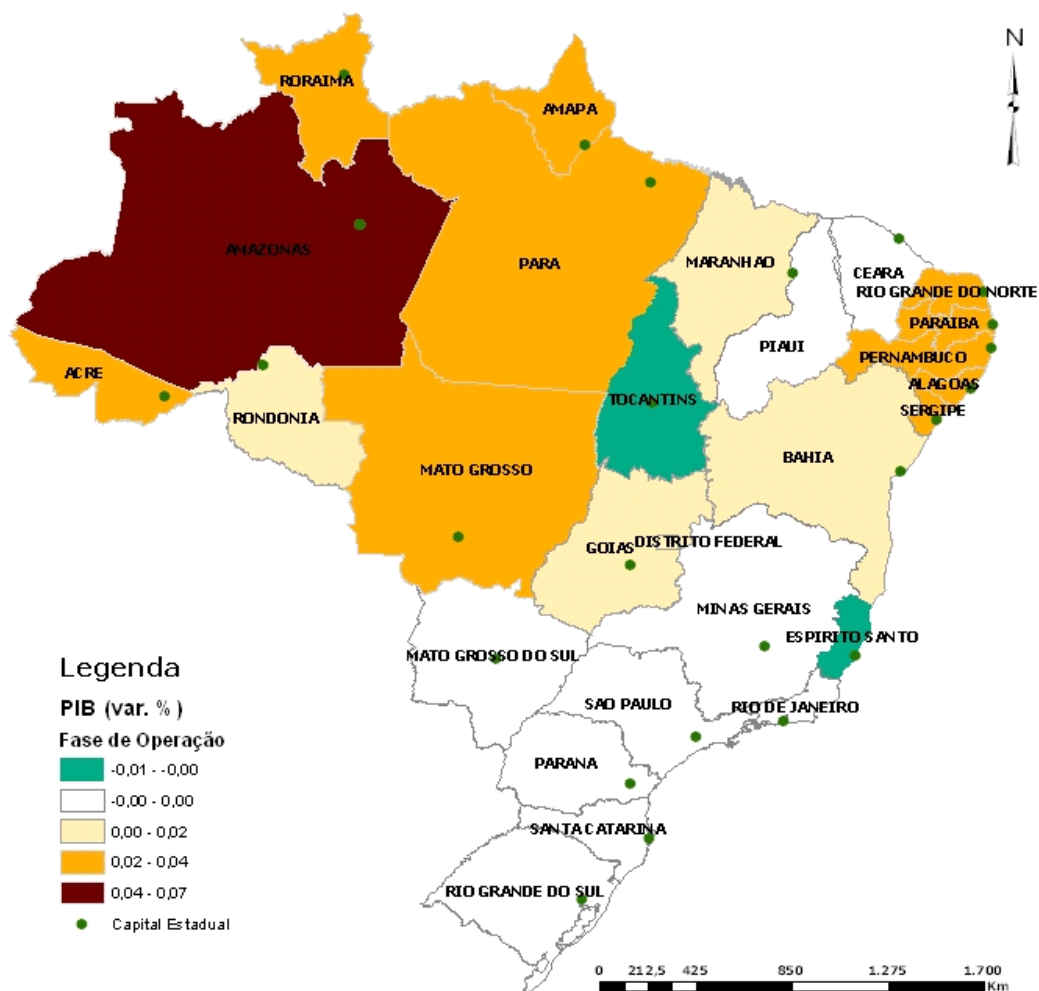 N
RORAIMA
AMAPA
AMAZONAS
PARA
MARANHAO
CEARA
RIO GRANDE DO NORTE
PARAIBA
PIAUI
PERNAMBUCO
ACRE
ALAGOAS
TOCANTINS
SERGIPE
RONDONIA
BAHIA
MATO GROSSO
GOIAS
DISTRITO FEDERAL
MINAS GERAIS
ESPIRITO SANTO
MATO GROSSO DO SUL
SAO PAULO
RIO DE JANEIRO
PARANA
SANTA CATARINA
RIO GRANDE DO SUL
Legenda
PIB (var. %)
Fase de Operação
-0,01 - -0,00
-0,00 - 0,00
0,00 - 0,02
0,02 - 0,04
0,04 - 0,07
Capital Estadual
0 212,5 425 850 1.275 1.700
Km